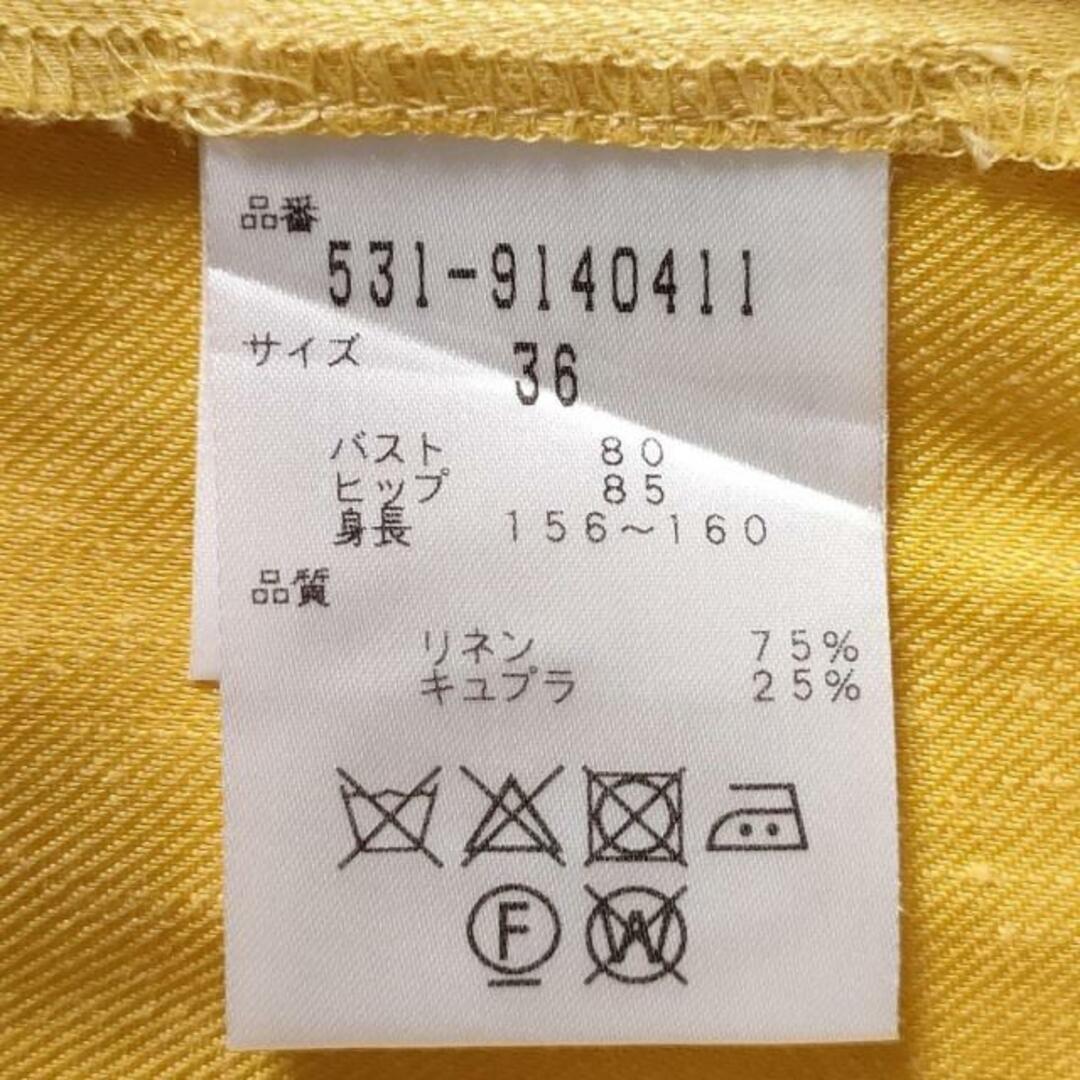 品番
531-9140411
サイズ 36
バスト 80
ヒップ 85
身長 156～160
品質
リネン 75%
キュプラ 25%
F W